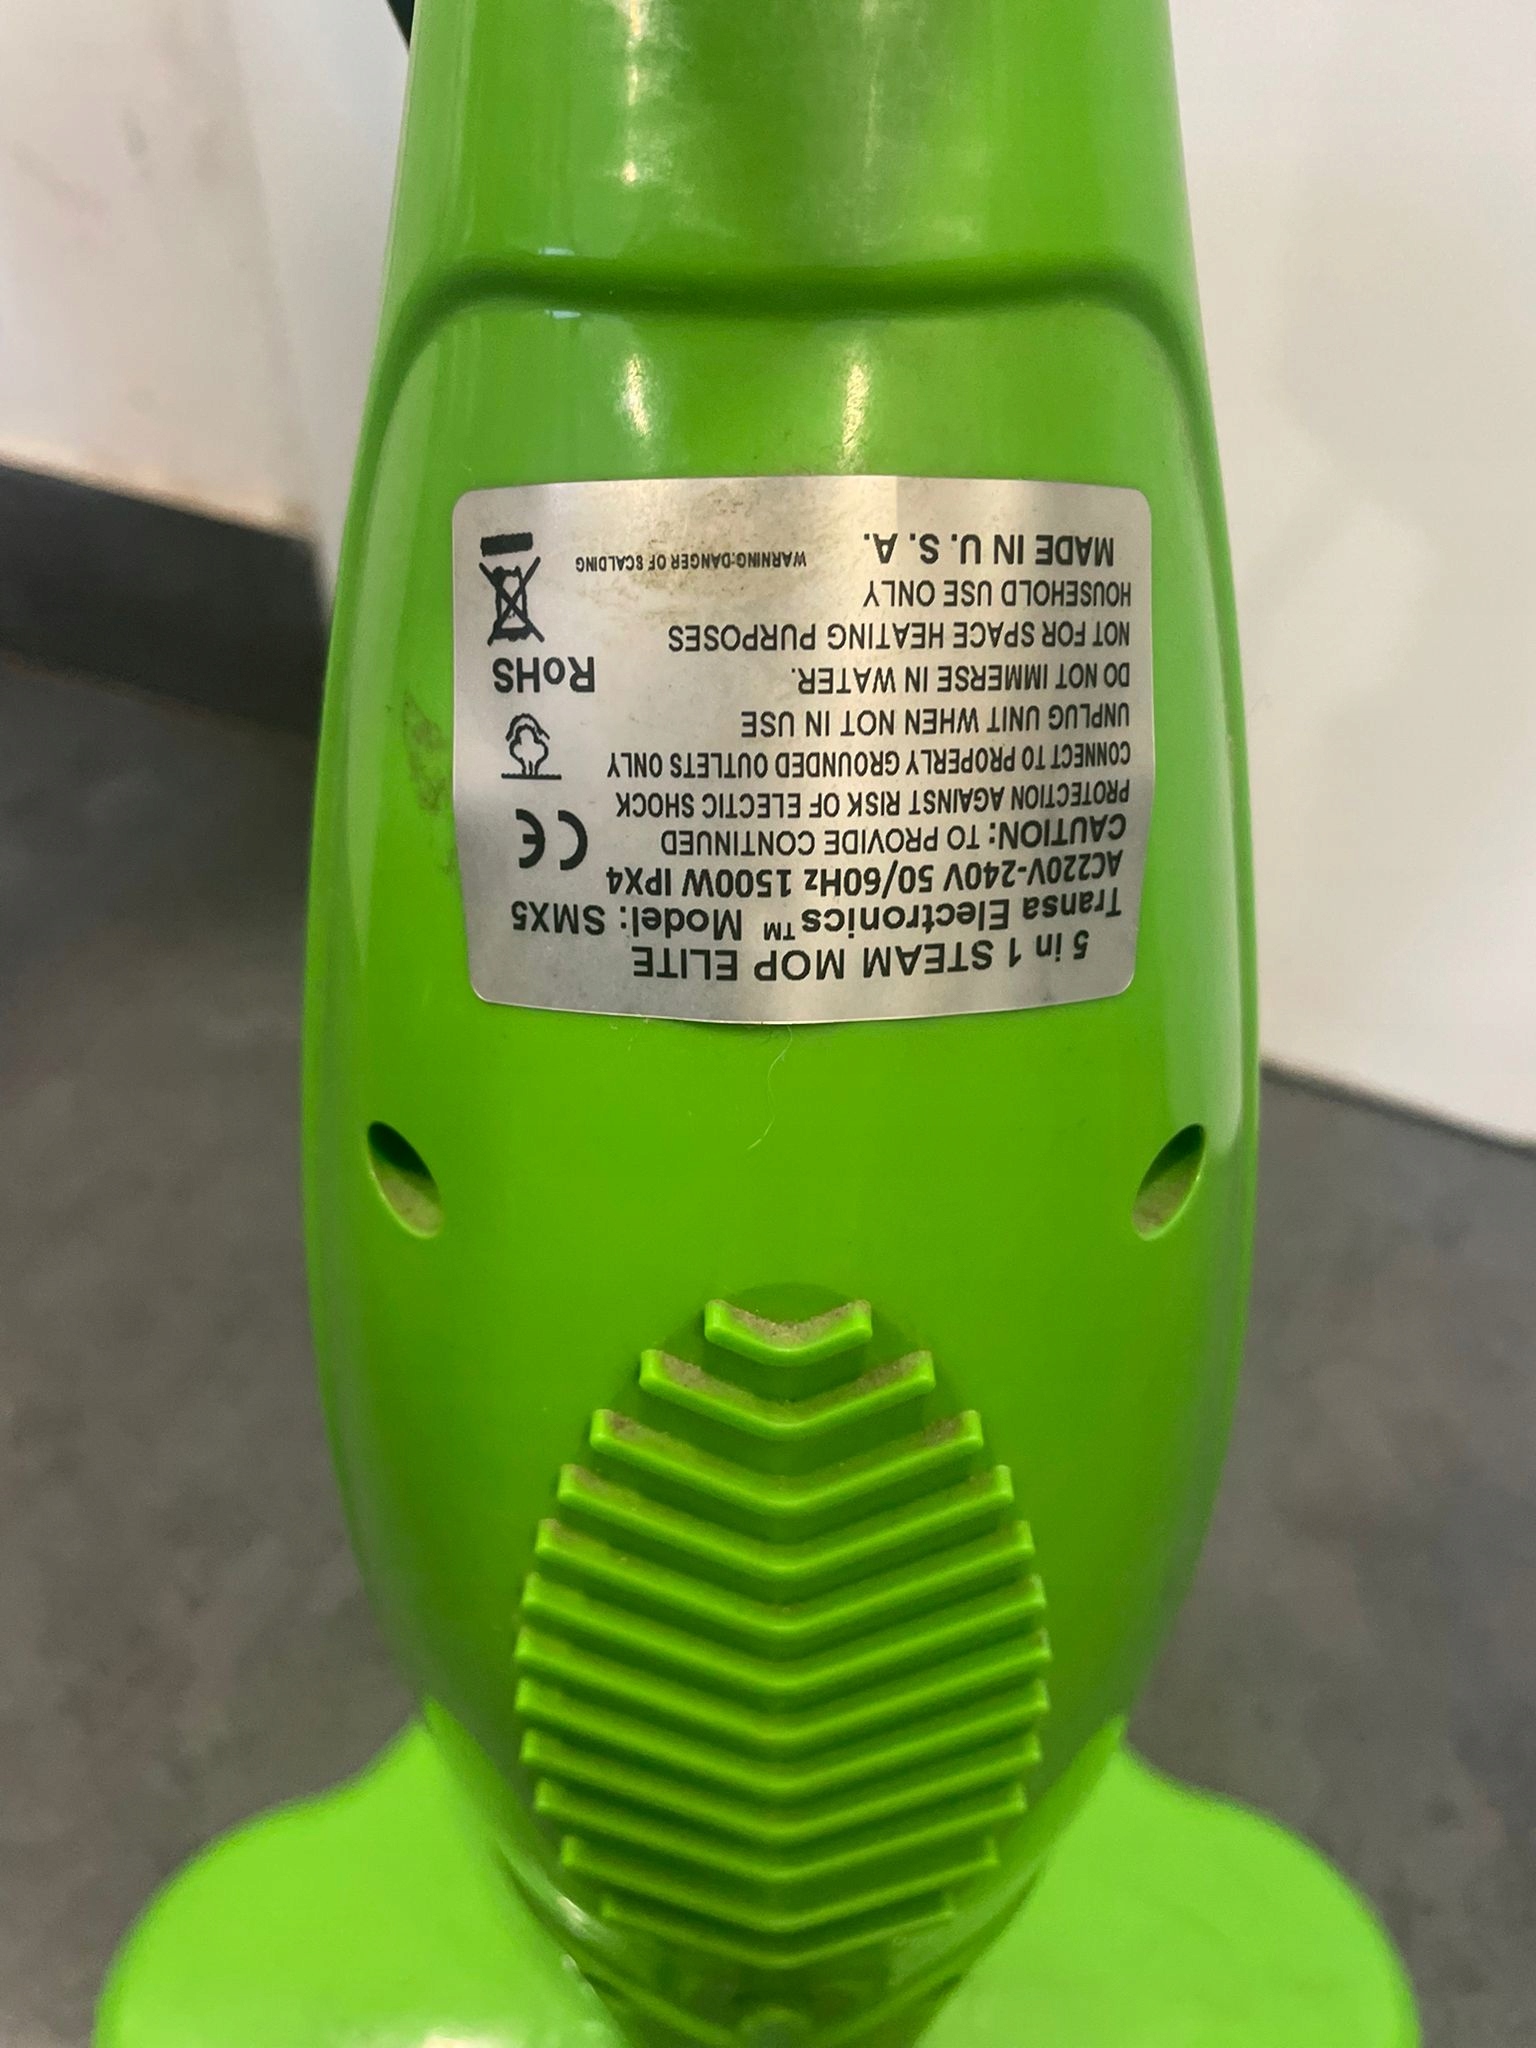 5 in 1 STEAM MOP ELITE
Transa Electronics™ Model: SMX5
AC220V-240V 50/60Hz 1500W IPX4
CAUTION: TO PROVIDE CONTINUED
PROTECTION AGAINST RISK OF ELECTIC SHOCK
CONNECT TO PROPERLY GROUNDED OUTLETS ONLY
UNPLUG UNIT WHEN NOT IN USE
DO NOT IMMERSE IN WATER.
NOT FOR SPACE HEATING PURPOSES
HOUSEHOLD USE ONLY
MADE IN U. S. A.
WARNING:DANGER OF SCALDING
CE
RoHS